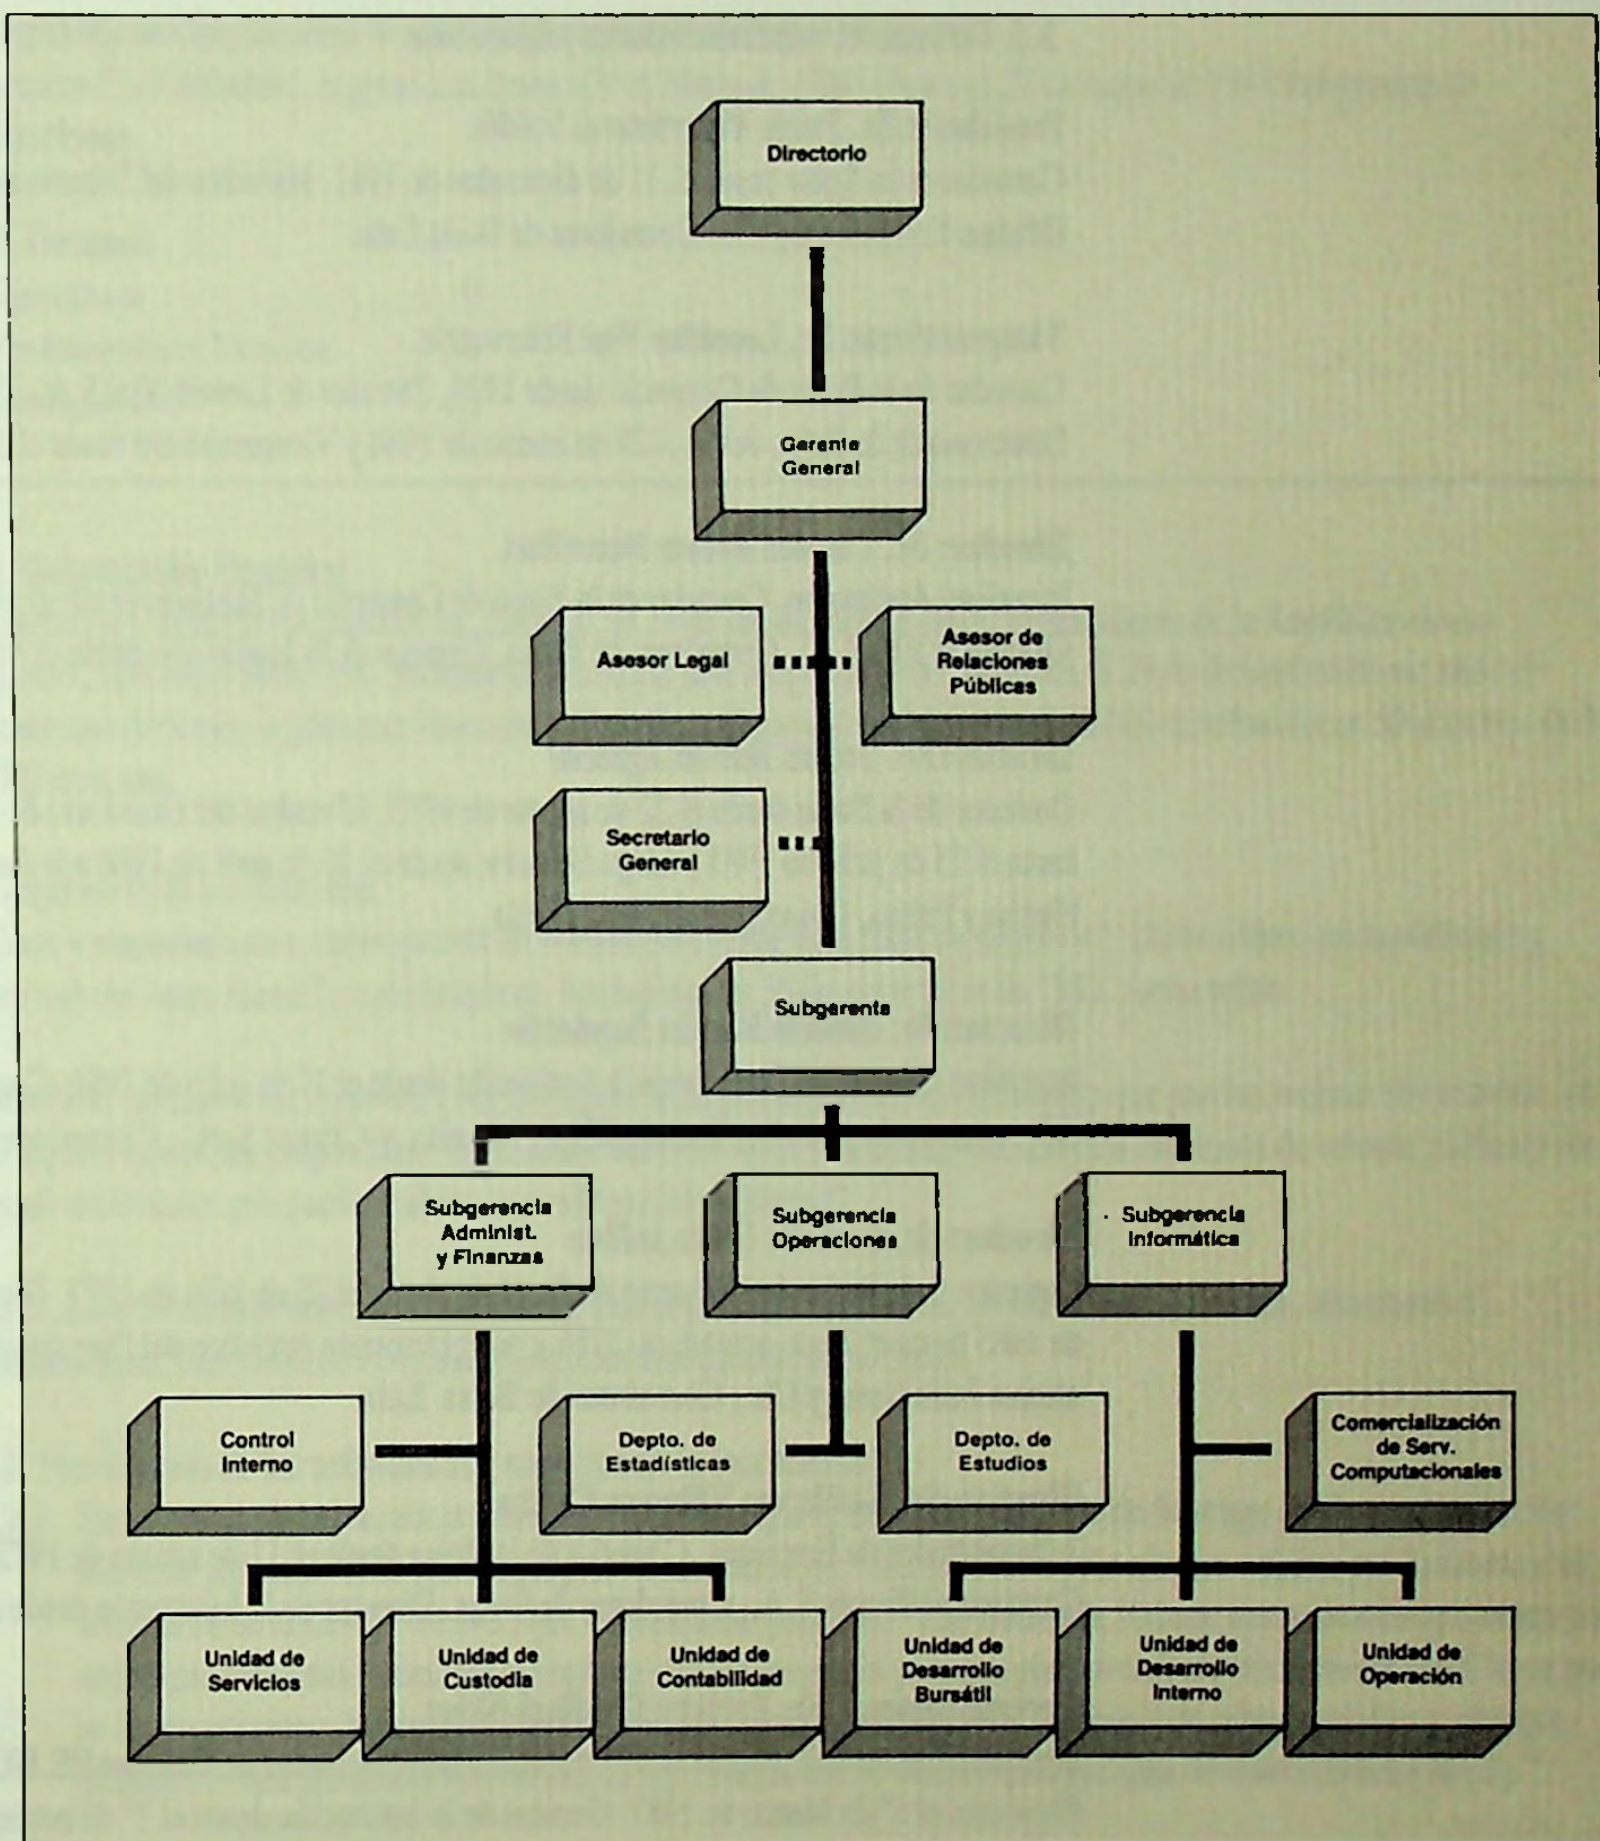 Directorio
Gerente
General
Asesor Legal
Asesor de
Relaciones
Públicas
Secretario
General
Subgerente
Subgerencia
Administ.
y Finanzas
Subgerencia
Operaciones
Subgerencia
Informática
Control
Interno
Depto. de
Estadísticas
Depto. de
Estudios
Comercialización
de Serv.
Computacionales
Unidad de
Servicios
Unidad de
Custodia
Unidad de
Contabilidad
Unidad de
Desarrollo
Bursátil
Unidad de
Desarrollo
Interno
Unidad de
Operación